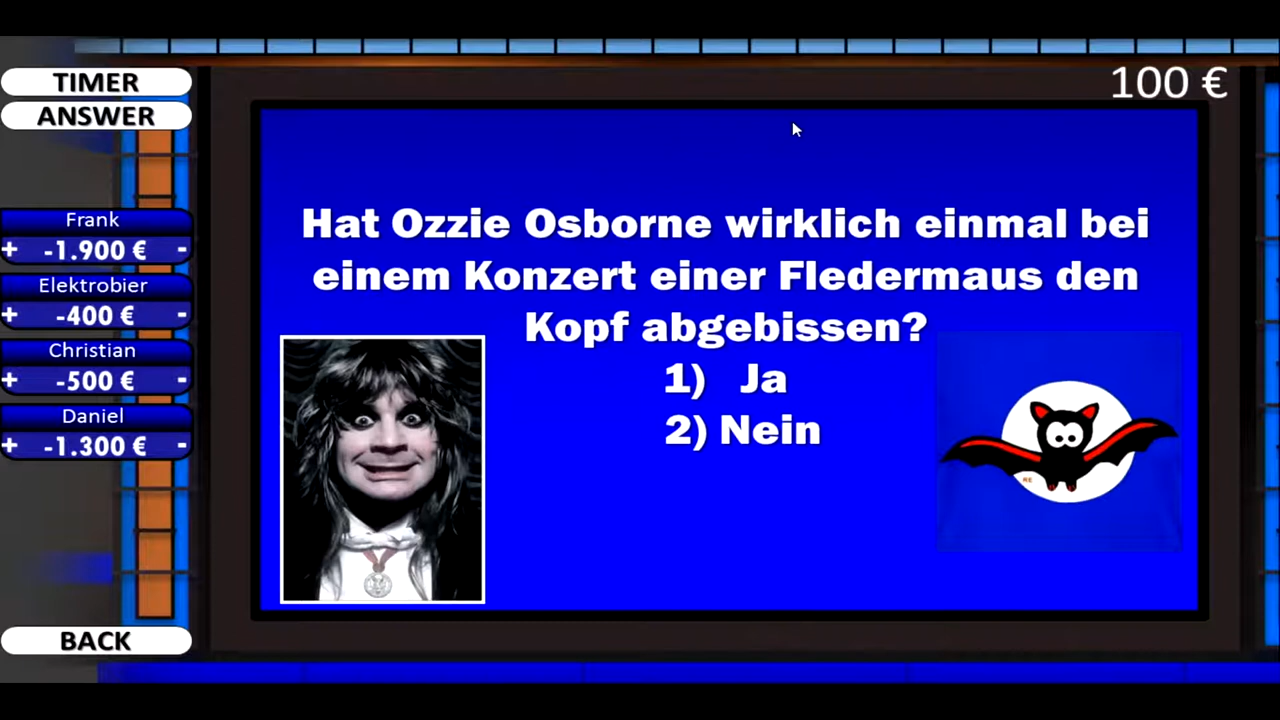 TIMER
ANSWER
100 €
Frank
+ -1.900 € -
Elektrobier
+ -400 € -
Christian
+ -500 € -
Daniel
+ -1.300 € -
BACK
Hat Ozzie Osborne wirklich einmal bei
einem Konzert einer Fledermaus den
Kopf abgebissen?
1) Ja
2) Nein
RE